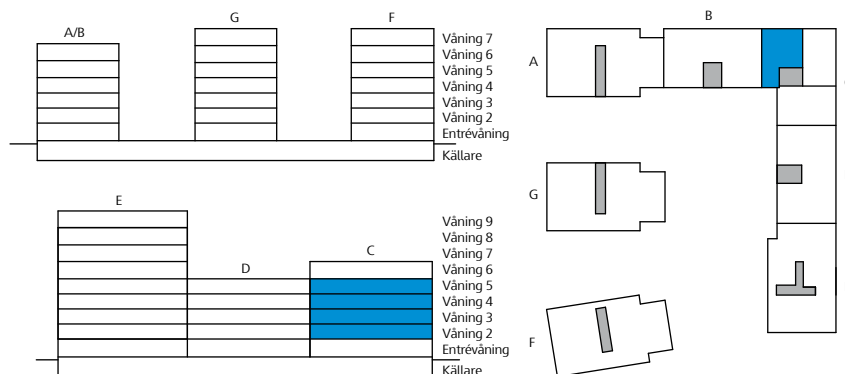 A/B
G
F
Våning 7
Våning 6
Våning 5
Våning 4
Våning 3
Våning 2
Entrévåning
Källare
E
D
C
Våning 9
Våning 8
Våning 7
Våning 6
Våning 5
Våning 4
Våning 3
Våning 2
Entrévåning
Källare
B
A
G
F